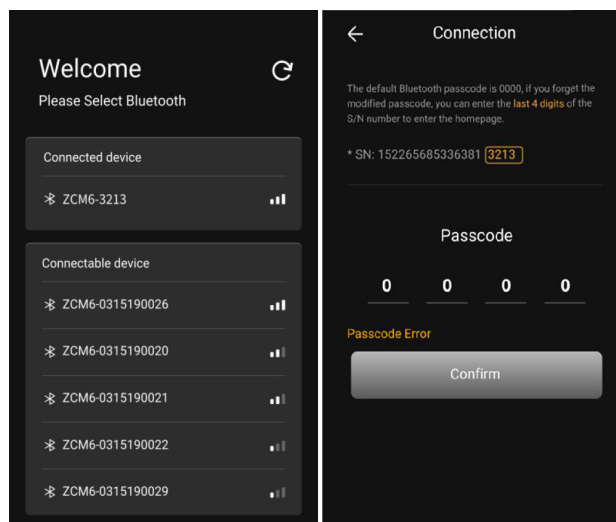 Welcome
Please Select Bluetooth
Connected device
ZCM6-3213
Connectable device
ZCM6-0315190026
ZCM6-0315190020
ZCM6-0315190021
ZCM6-0315190022
ZCM6-0315190029
Connection
The default Bluetooth passcode is 0000, if you forget the
modified passcode, you can enter the last 4 digits of the
S/N number to enter the homepage.
* SN: 152265685336381 3213
Passcode
0 0 0 0
Passcode Error
Confirm